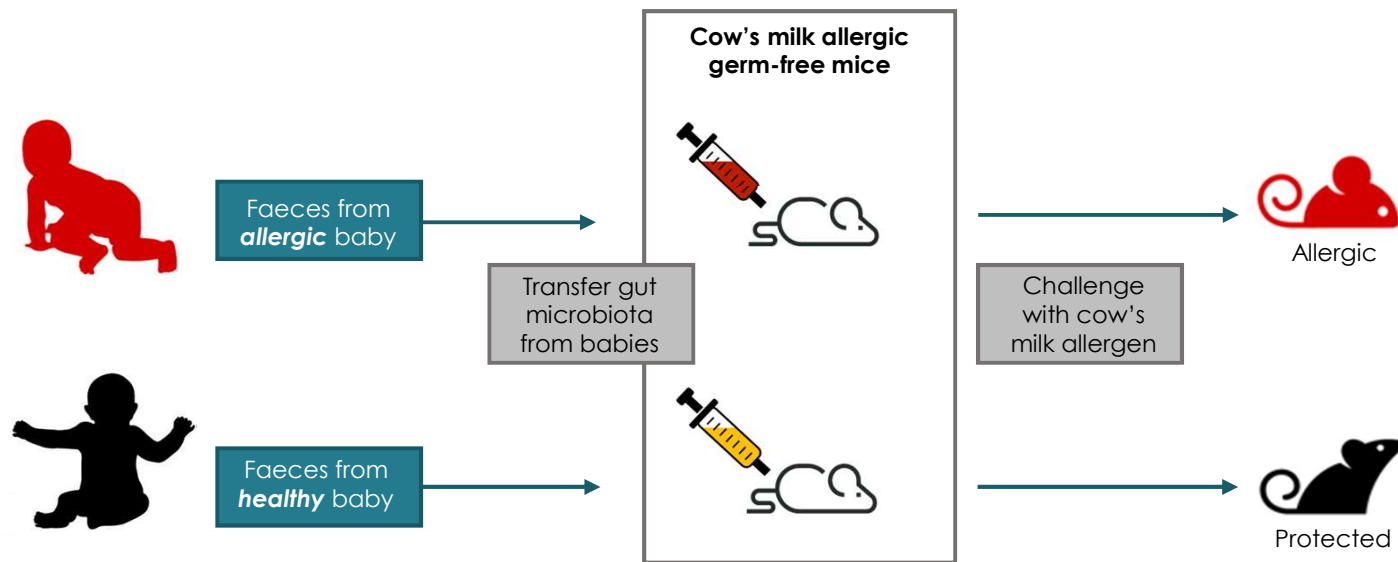 Cow's milk allergic
germ-free mice
Faeces from
allergic baby
Allergic
Transfer gut
microbiota
from babies
Challenge
with cow's
milk allergen
Faeces from
healthy baby
Protected